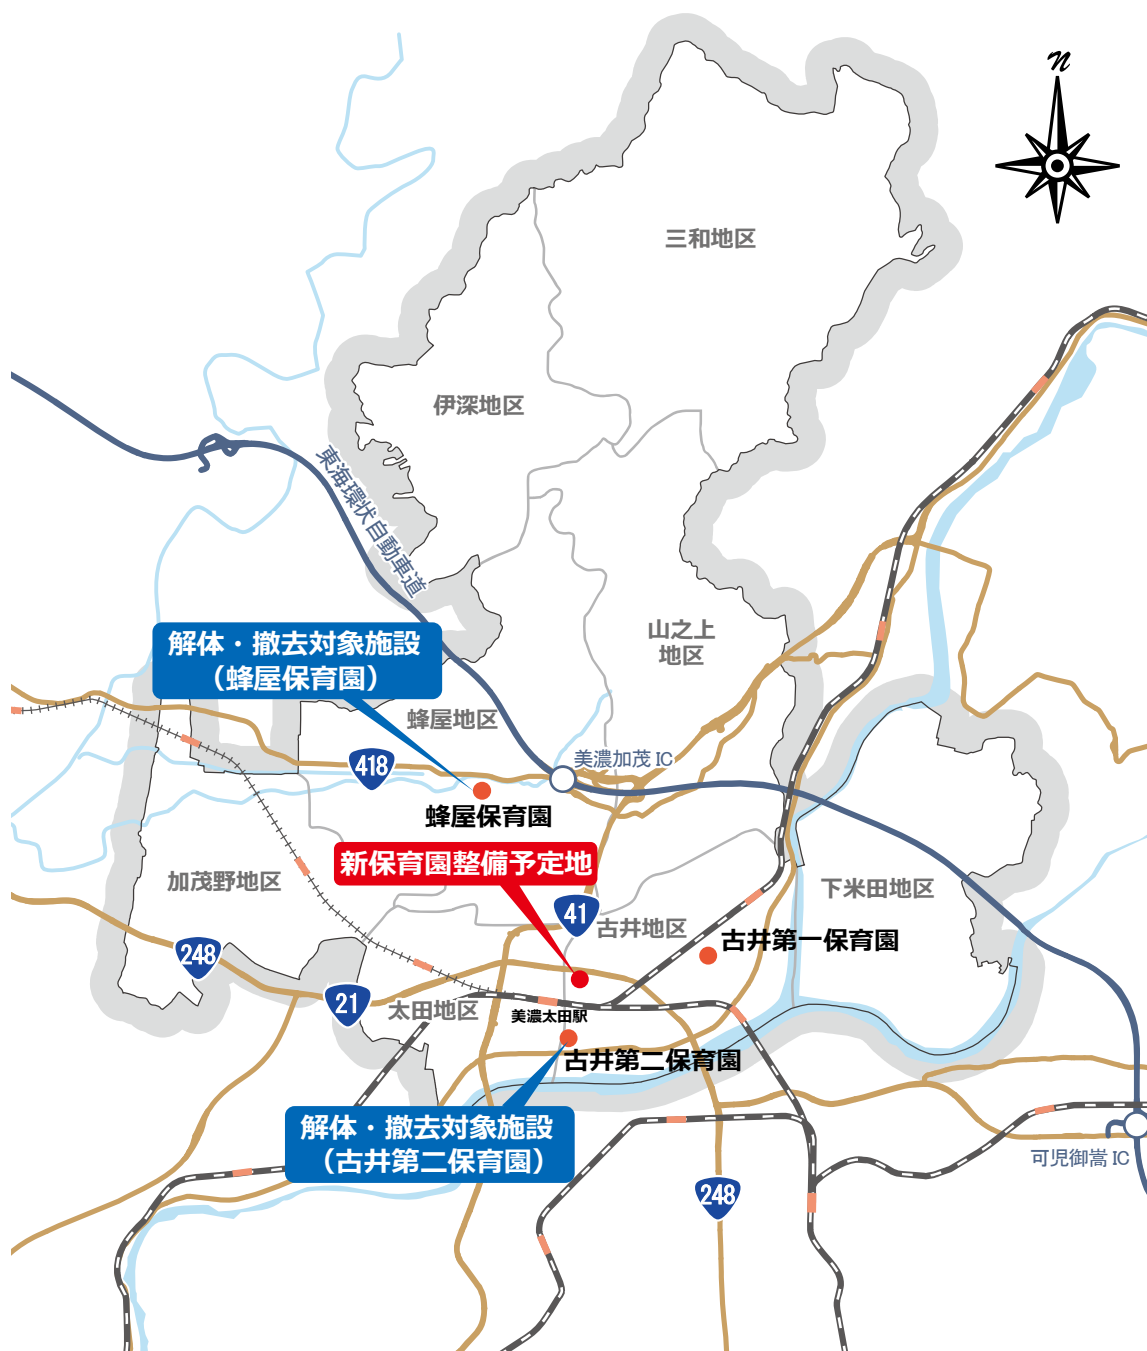 N
三和地区
伊深地区
東海環状自動車道
解体・撤去対象施設
（蜂屋保育園）
山之上
地区
蜂屋地区
418
美濃加茂 IC
蜂屋保育園
新保育園整備予定地
加茂野地区
下米田地区
41
古井地区
古井第一保育園
248
21
太田地区
美濃太田駅
古井第二保育園
解体・撤去対象施設
（古井第二保育園）
可児御嵩 IC
248